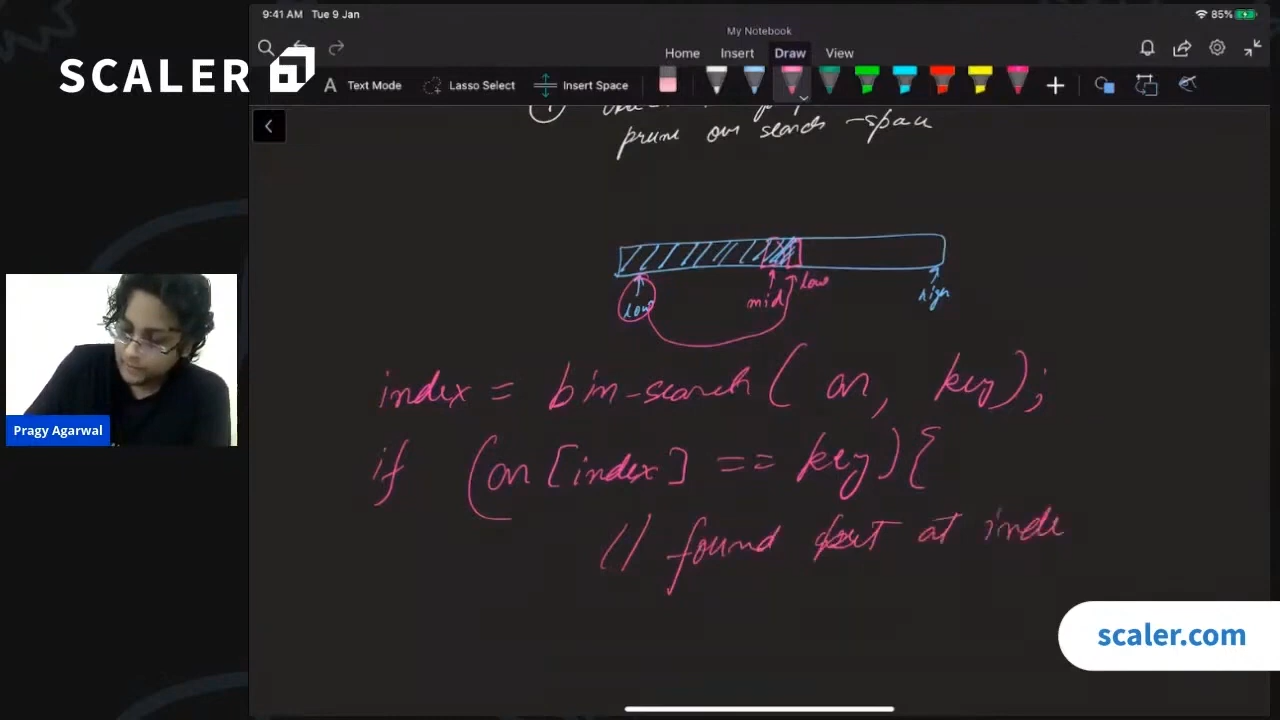 9:41 AM Tue 9 Jan
85%
My Notebook
SCALER
Home Insert Draw View
Text Mode Lasso Select Insert Space
prune our search-space
low
mid
low
high
index = bin-search( arr, key);
if (arr[index] == key){
// found at inde
Pragy Agarwal
scaler.com